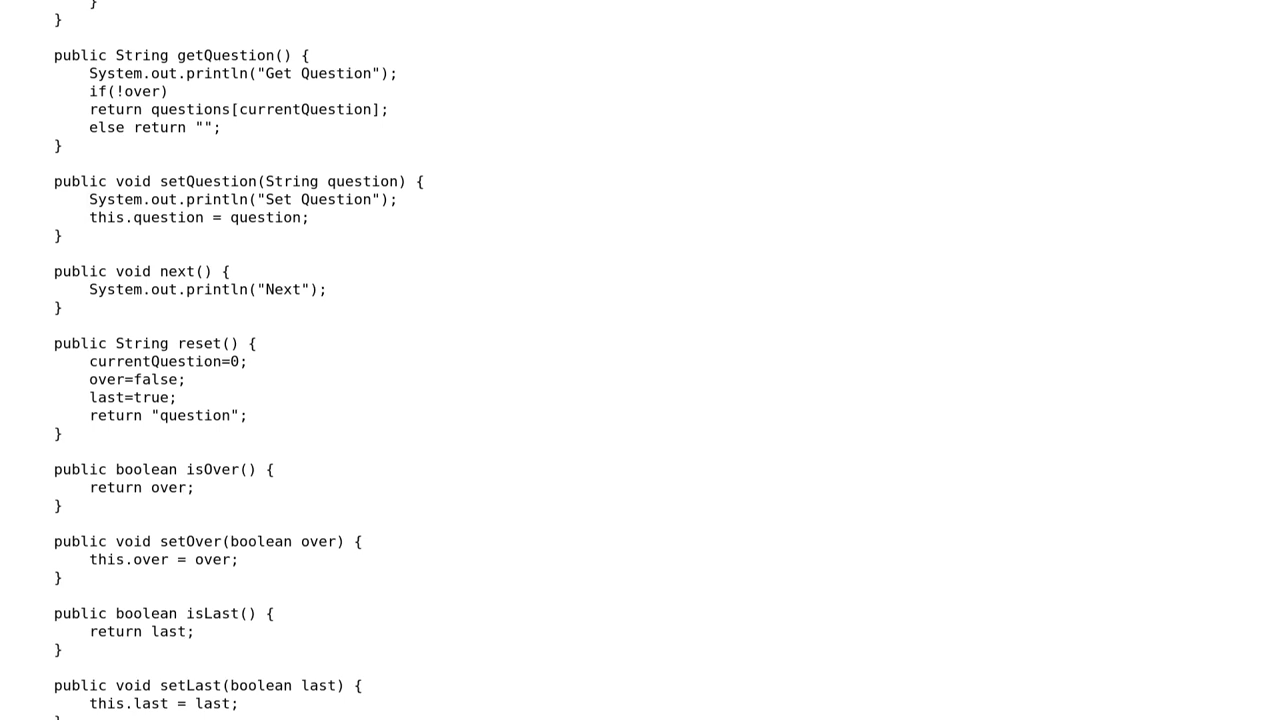 }
}
public String getQuestion() {
System.out.println("Get Question");
if(!over)
return questions[currentQuestion];
else return "";
}
public void setQuestion(String question) {
System.out.println("Set Question");
this.question = question;
}
public void next() {
System.out.println("Next");
}
public String reset() {
currentQuestion=0;
over=false;
last=true;
return "question";
}
public boolean isOver() {
return over;
}
public void setOver(boolean over) {
this.over = over;
}
public boolean isLast() {
return last;
}
public void setLast(boolean last) {
this.last = last;
}